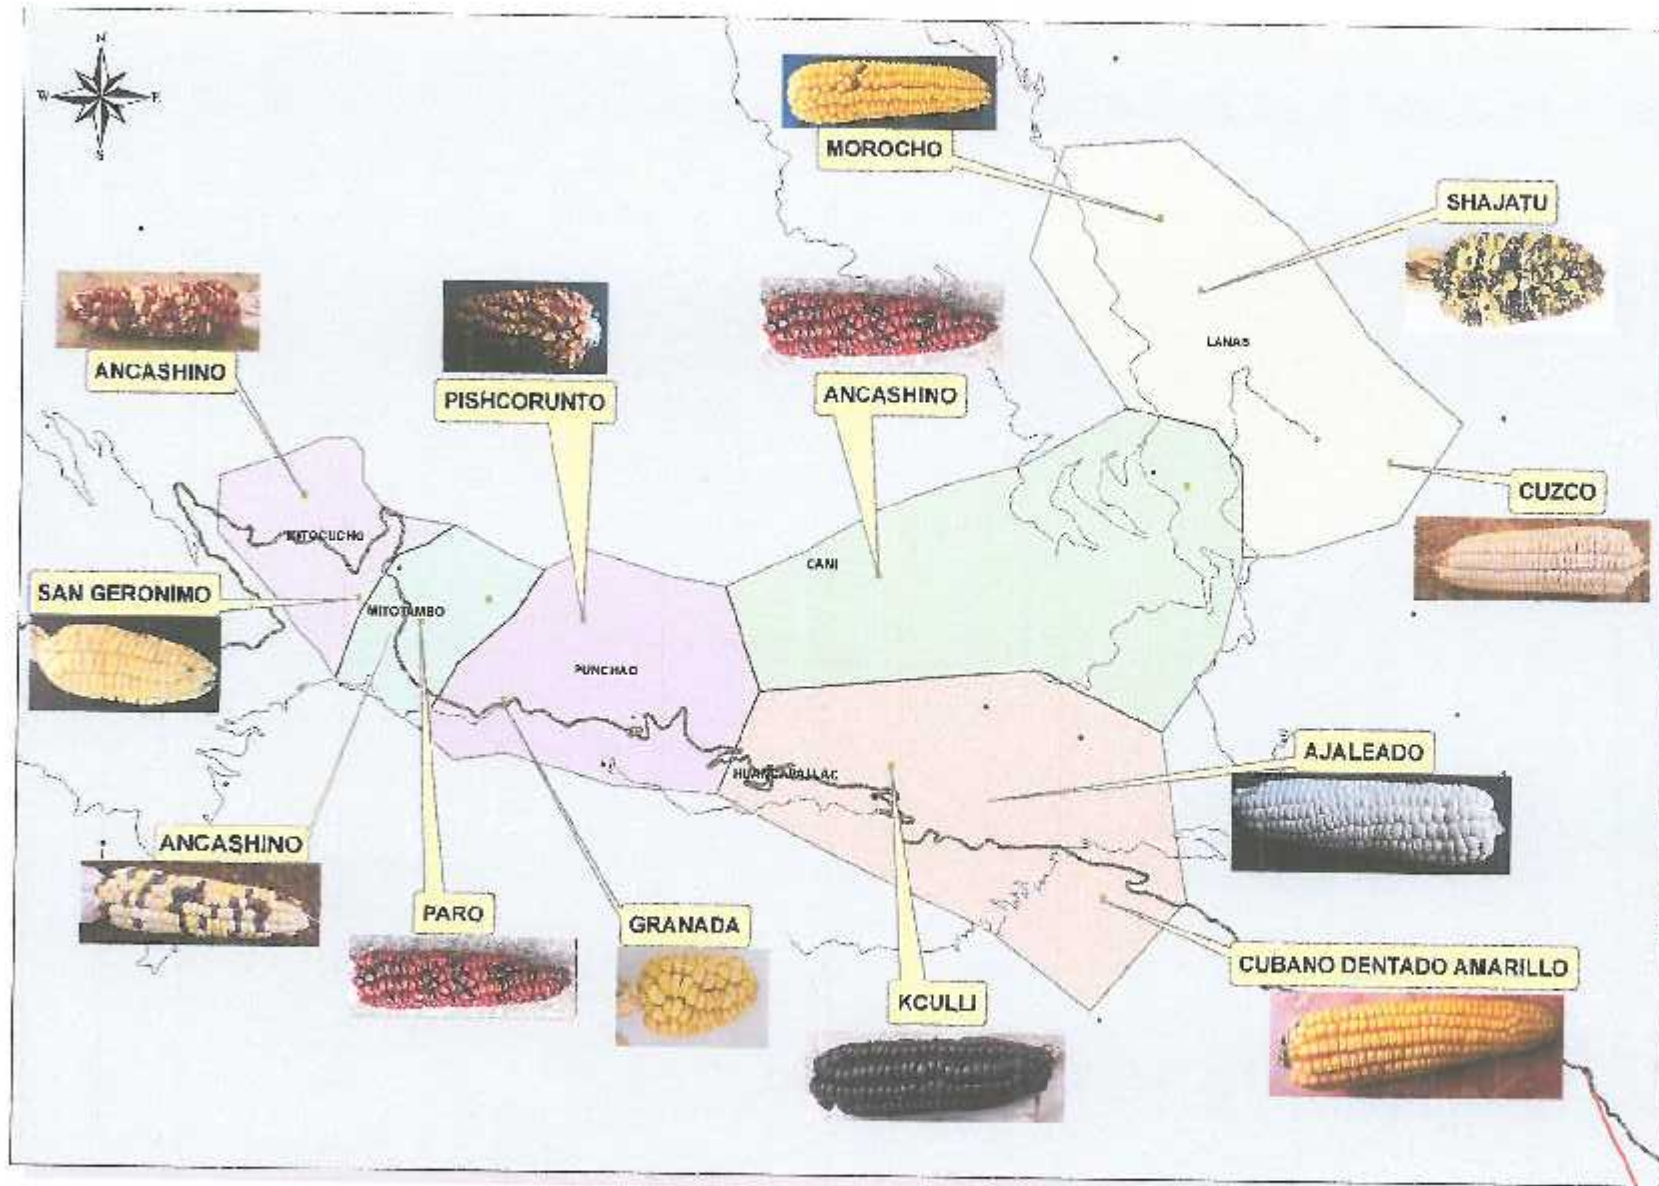 N
W
E
S
MOROCHO
SHAJATU
LANAS
ANCASHINO
PISHCORUNTO
ANCASHINO
CUZCO
MITOCUCHO
CANI
SAN GERONIMO
MITOTAMBO
PUNCHAO
AJALEADO
ANCASHINO
PARO
GRANADA
KCULLI
CUBANO DENTADO AMARILLO